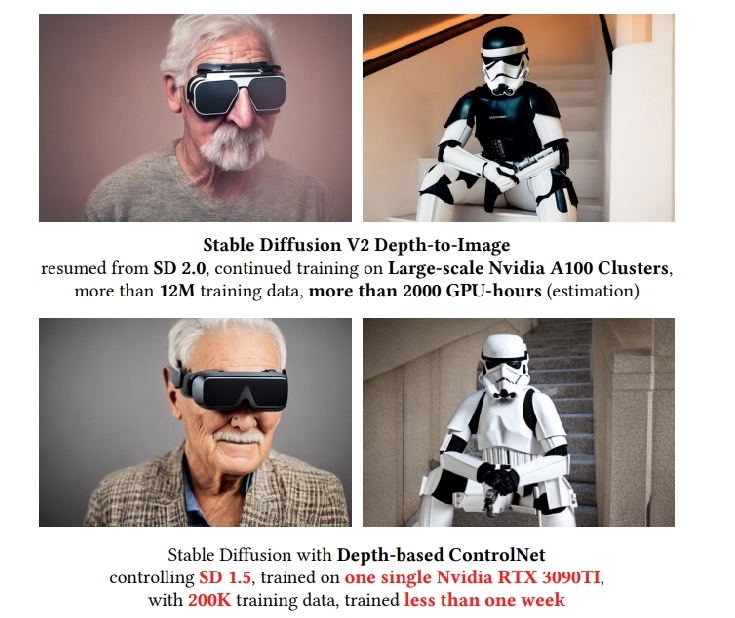 Stable Diffusion V2 Depth-to-Image
resumed from SD 2.0, continued training on Large-scale Nvidia A100 Clusters,
more than 12M training data, more than 2000 GPU-hours (estimation)
Stable Diffusion with Depth-based ControlNet
controlling SD 1.5, trained on one single Nvidia RTX 3090TI,
with 200K training data, trained less than one week